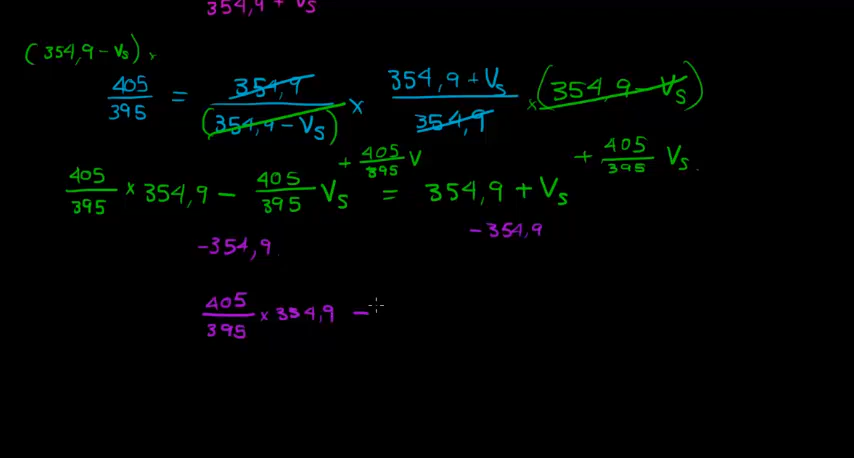 354,9 + Vs
(354,9 - Vs) ×
405/395 = 354,9/(354,9 - Vs) × 354,9 + Vs/354,9 × (354,9 - Vs)
+ 405/395 V + 405/395 Vs.
405/395 × 354,9 - 405/395 Vs = 354,9 + Vs
-354,9 -354,9
405/395 × 354,9 -